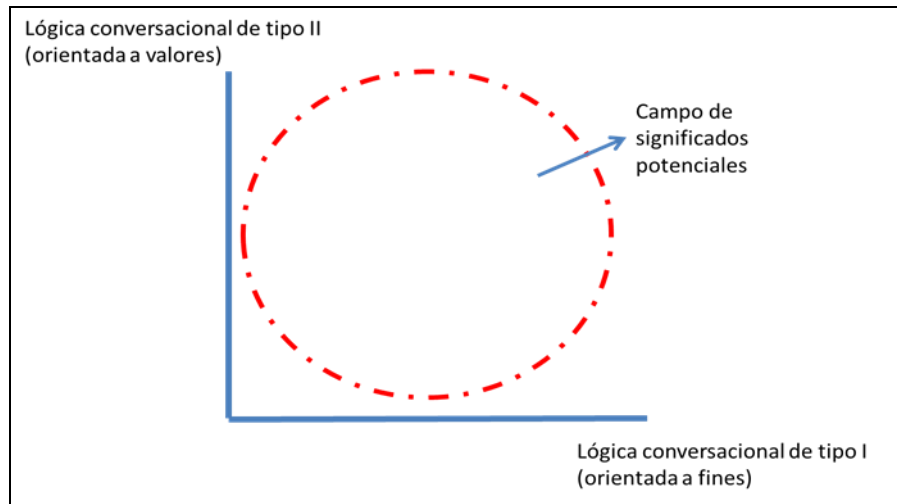 Lógica conversacional de tipo II
(orientada a valores)
Campo de
significados
potenciales
Lógica conversacional de tipo I
(orientada a fines)